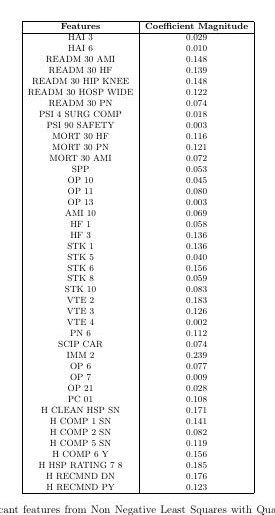 Features Coefficient Magnitude
HAI 3 0.029
HAI 6 0.010
READM 30 AMI 0.148
READM 30 HF 0.139
READM 30 HIP KNEE 0.148
READM 30 HOSP WIDE 0.122
READM 30 PN 0.074
PSI 4 SURG COMP 0.018
PSI 90 SAFETY 0.003
MORT 30 HF 0.116
MORT 30 PN 0.121
MORT 30 AMI 0.072
SPP 0.053
OP 10 0.045
OP 11 0.080
OP 13 0.003
AMI 10 0.069
HF 1 0.058
HF 3 0.136
STK 1 0.136
STK 5 0.040
STK 6 0.156
STK 8 0.059
STK 10 0.083
VTE 2 0.183
VTE 3 0.126
VTE 4 0.002
PN 6 0.112
SCIP CAR 0.074
IMM 2 0.239
OP 6 0.077
OP 7 0.009
OP 21 0.028
PC 01 0.108
H CLEAN HSP SN 0.171
H COMP 1 SN 0.141
H COMP 2 SN 0.082
H COMP 5 SN 0.119
H COMP 6 Y 0.156
H HSP RATING 7 8 0.185
H RECMND DN 0.176
H RECMND PY 0.123
cant features from Non Negative Least Squares with Qua